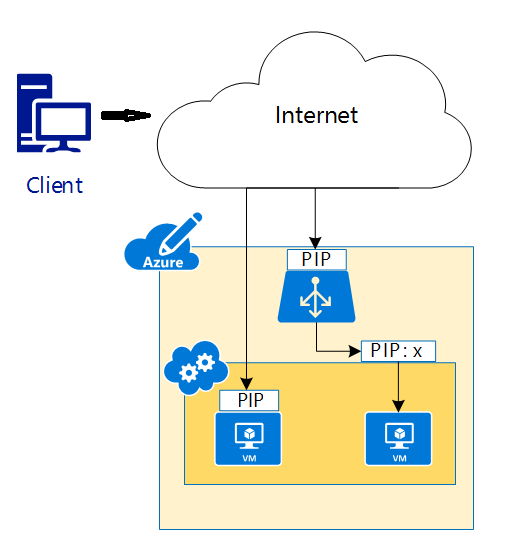 Internet
Client
Azure
PIP
PIP: x
PIP
VM
VM